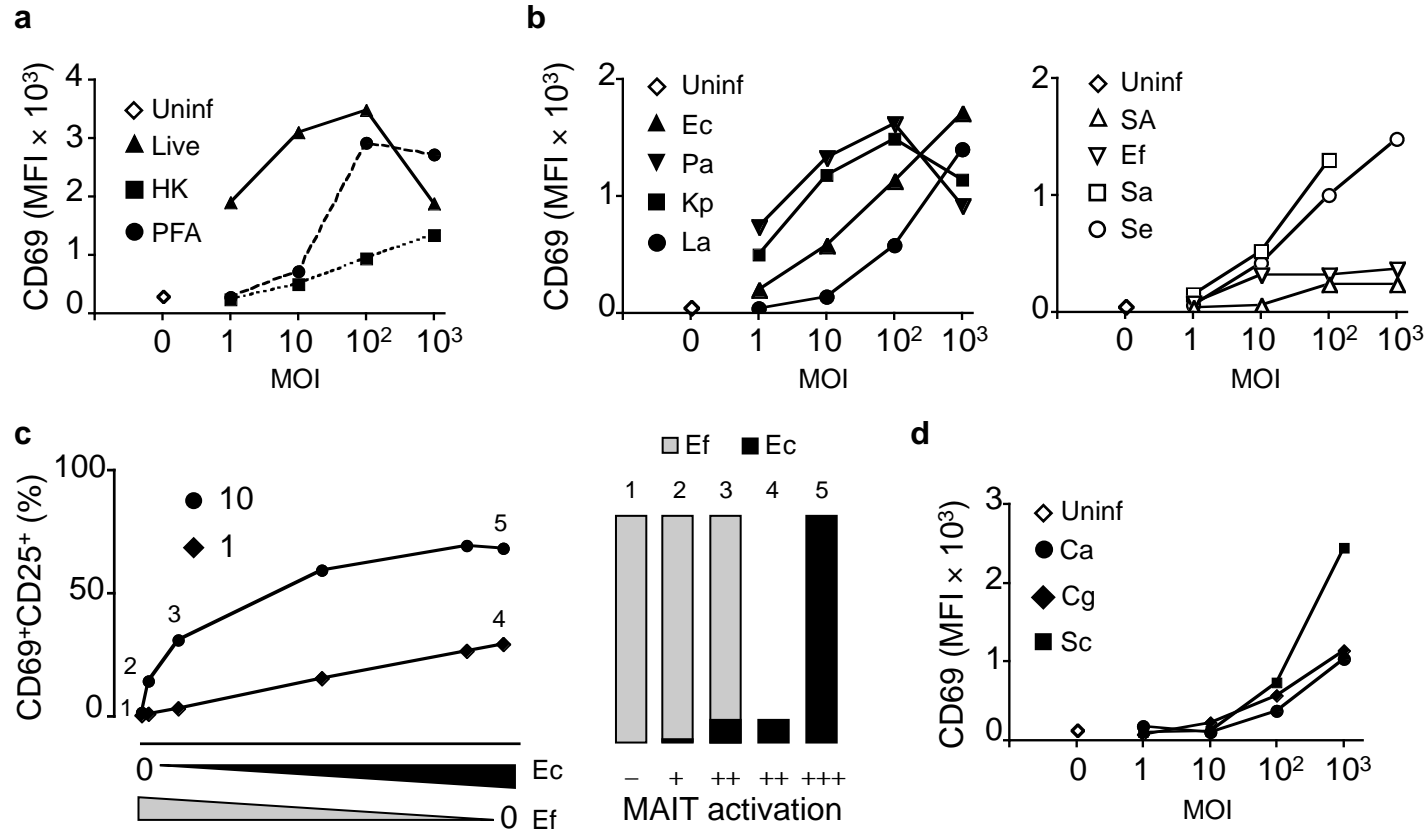 a
CD69 (MFI × 10³)
4
3
2
1
0
Uninf
Live
HK
PFA
0 1 10 10² 10³
MOI
b
CD69 (MFI × 10³)
2
1
0
Uninf
Ec
Pa
Kp
La
0 1 10 10² 10³
MOI
2
1
0
Uninf
SA
Ef
Sa
Se
0 1 10 10² 10³
MOI
c
CD69⁺CD25⁺ (%)
100
50
0
10
1
1
2
3
4
5
0 Ec
0 Ef
Ef Ec
1 2 3 4 5
– + ++ ++ +++
MAIT activation
d
CD69 (MFI × 10³)
3
2
1
0
Uninf
Ca
Cg
Sc
0 1 10 10² 10³
MOI